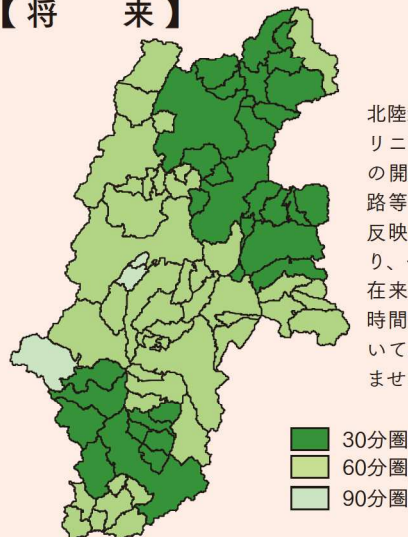 【将 来】
北陸
リニ
の開
路等
反映
り、
在来
時間
いて
ませ
30分圏
60分圏
90分圏